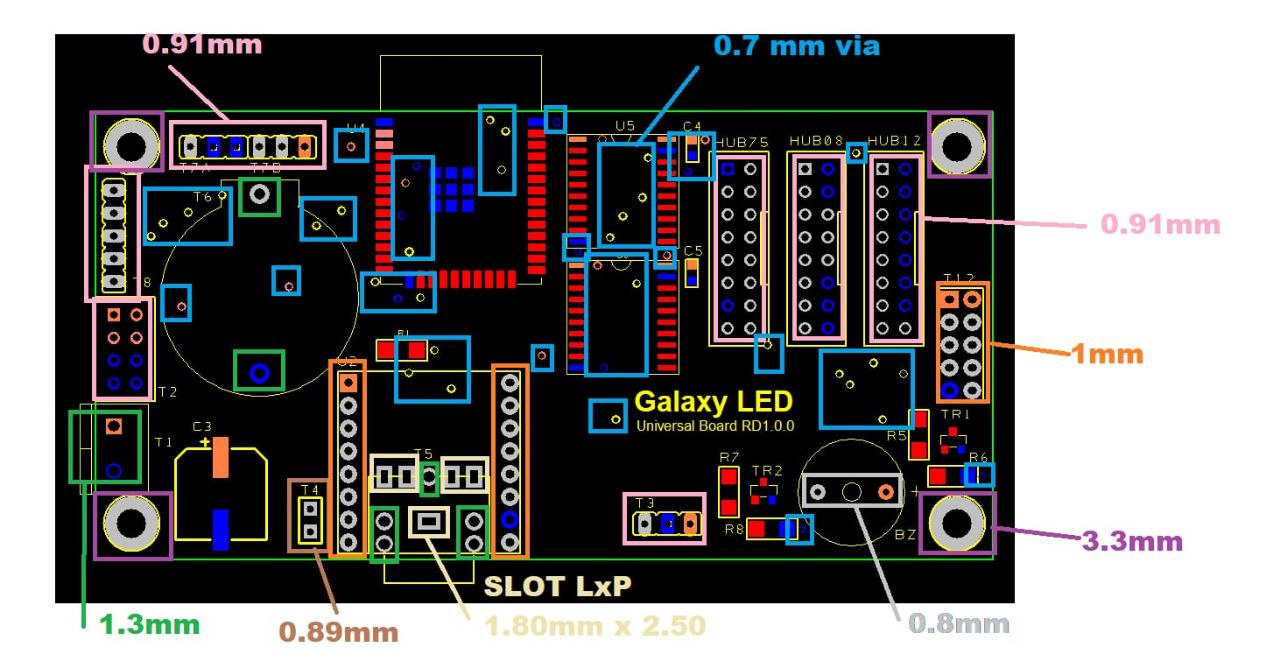 0.91mm
0.7 mm via
U4
U5
C4
HUB75
HUB08
HUB12
T7A
T7B
T6
0.91mm
C5
T8
T12
R1
1mm
T2
U2
Galaxy LED
Universal Board RD1.0.0
TR1
C3
+
T1
T5
R5
R7
TR2
R6
T4
T3
+
R8
BZ
3.3mm
SLOT LxP
1.3mm
0.89mm
1.80mm x 2.50
0.8mm